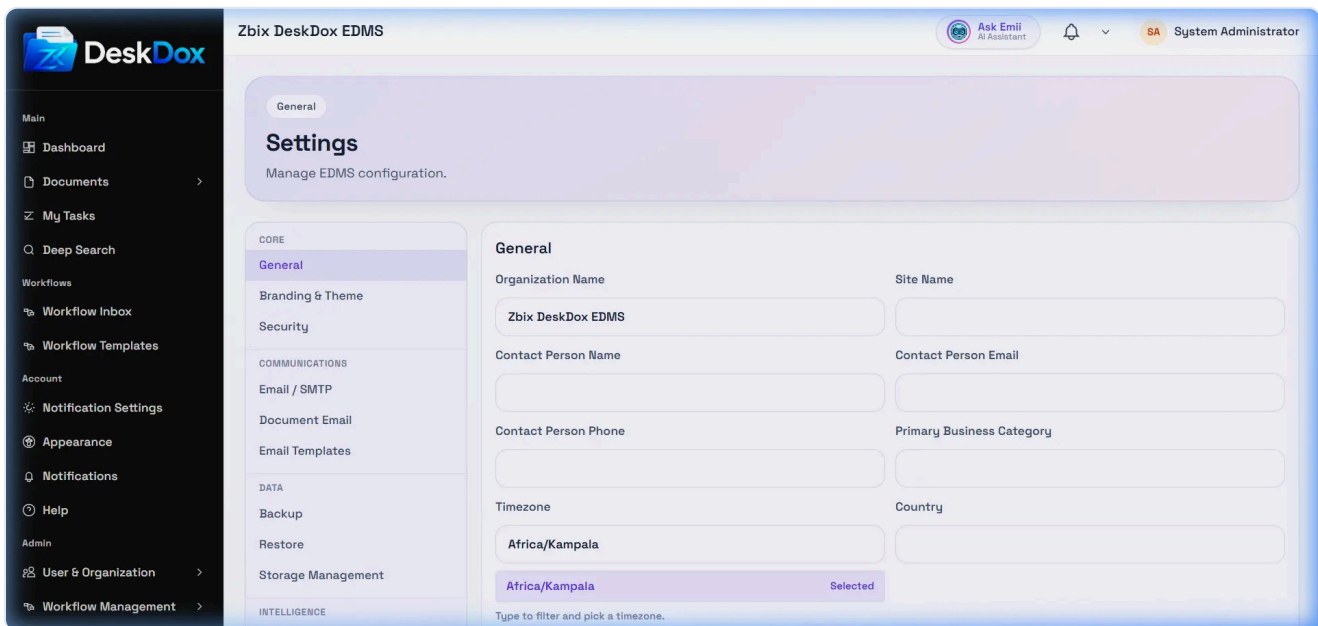 DeskDox
Main
Dashboard
Documents
My Tasks
Deep Search
Workflows
Workflow Inbox
Workflow Templates
Account
Notification Settings
Appearance
Notifications
Help
Admin
User & Organization
Workflow Management
Zbix DeskDox EDMS
Ask Emii
AI Assistant
SA
System Administrator
General
Settings
Manage EDMS configuration.
CORE
General
Branding & Theme
Security
COMMUNICATIONS
Email / SMTP
Document Email
Email Templates
DATA
Backup
Restore
Storage Management
INTELLIGENCE
General
Organization Name
Zbix DeskDox EDMS
Site Name
Contact Person Name
Contact Person Email
Contact Person Phone
Primary Business Category
Timezone
Africa/Kampala
Country
Africa/Kampala Selected
Type to filter and pick a timezone.